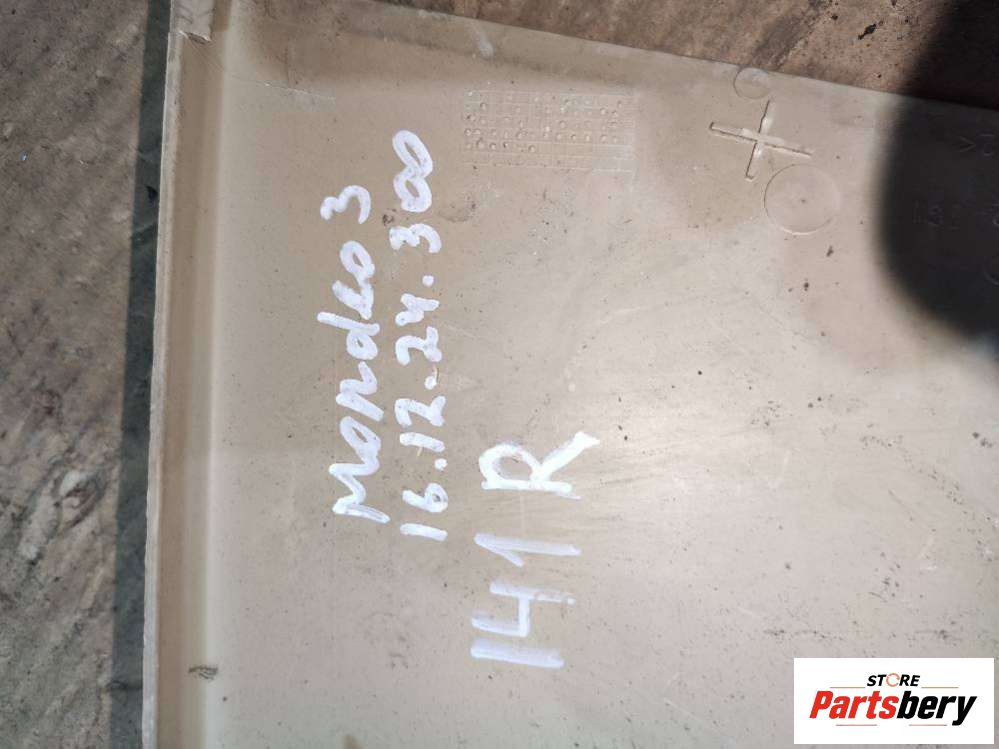 Mondeo 3
16.12.24.300
141 R
STORE
Partsbery